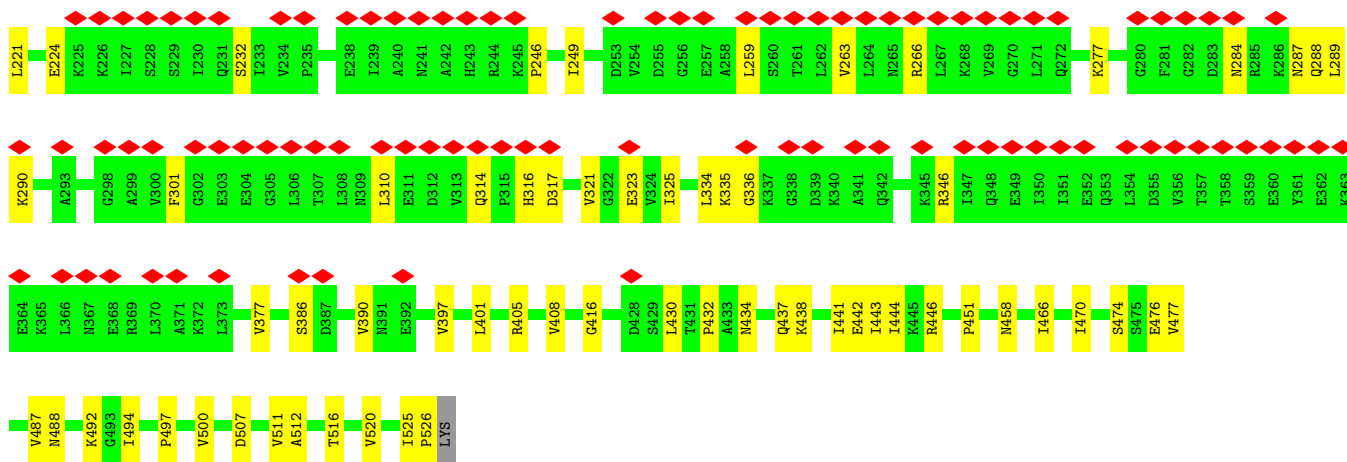 L221 E224 K225 K226 I227 S228 S229 I230 Q231 S232 I233 V234 P235 E238 I239 A240 N241 A242 H243 R244 K245 P246 I249 D253 V254 D255 G256 E257 A258 L259 S260 T261 L262 V263 L264 N265 R266 L267 K268 V269 G270 L271 Q272 K277 G280 F281 G282 D283 N284 R285 K286 N287 Q288 L289
K290 A293 G298 A299 V300 F301 G302 E303 E304 G305 L306 T307 L308 N309 L310 E311 D312 V313 Q314 P315 H316 D317 V321 G322 E323 V324 I325 L334 K335 G336 K337 G338 D339 K340 A341 Q342 K345 R346 I347 Q348 E349 I350 I351 E352 Q353 L354 D355 V356 T357 T358 S359 E360 Y361 E362 K363
E364 K365 L366 N367 E368 R369 L370 A371 K372 L373 V377 S386 D387 V390 N391 E392 V397 L401 R405 V408 G416 D428 S429 L430 T431 P432 A433 N434 Q437 K438 I441 E442 I443 I444 K445 R446 P451 N458 I466 I470 S474 S475 E476 V477
V487 N488 K492 G493 I494 P497 V500 D507 V511 A512 T516 V520 I525 P526 LYS